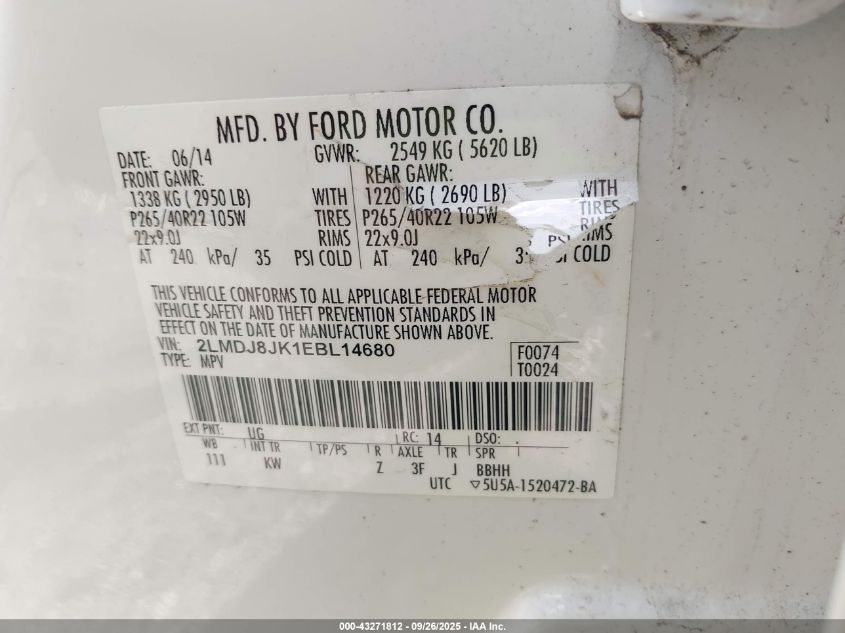 MFD. BY FORD MOTOR CO.
DATE: 06/14 GVWR: 2549 KG ( 5620 LB)
FRONT GAWR: REAR GAWR:
1338 KG ( 2950 LB) WITH 1220 KG ( 2690 LB) WITH
P265/40R22 105W TIRES P265/40R22 105W TIRES
RIMS
22x9.0J RIMS 22x9.0J
AT 240 kPa/ 35 PSI COLD AT 240 kPa/ COLD
THIS VEHICLE CONFORMS TO ALL APPLICABLE FEDERAL MOTOR
VEHICLE SAFETY AND THEFT PREVENTION STANDARDS IN
EFFECT ON THE DATE OF MANUFACTURE SHOWN ABOVE.
VIN: 2LMDJ8JK1EBL14680 F0074
TYPE: MPV T0024
EXT PNT: UG RC: 14 DSO:
WB INT TR TP/PS R AXLE TR SPR
111 KW Z 3F J BBHH
UTC ▽5U5A-1520472-BA
000-43271812 - 09/26/2025 - IAA Inc.